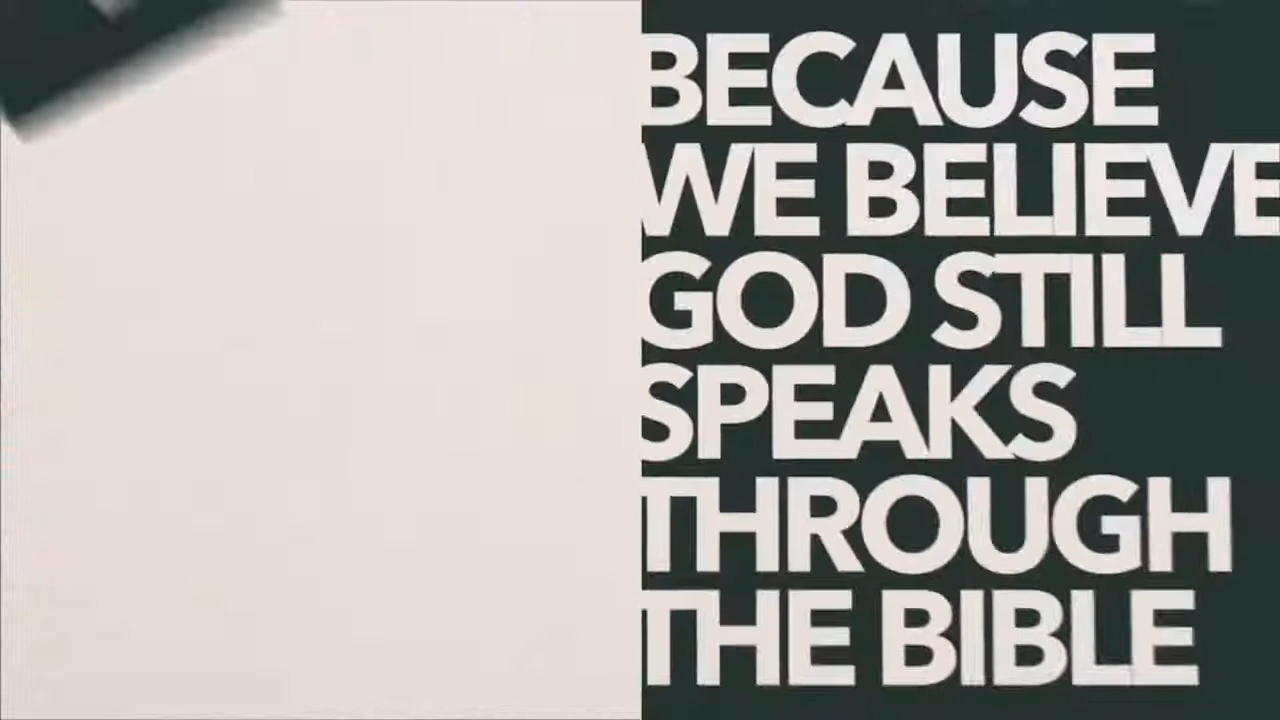 BECAUSE
WE BELIEVE
GOD STILL
SPEAKS
THROUGH
THE BIBLE